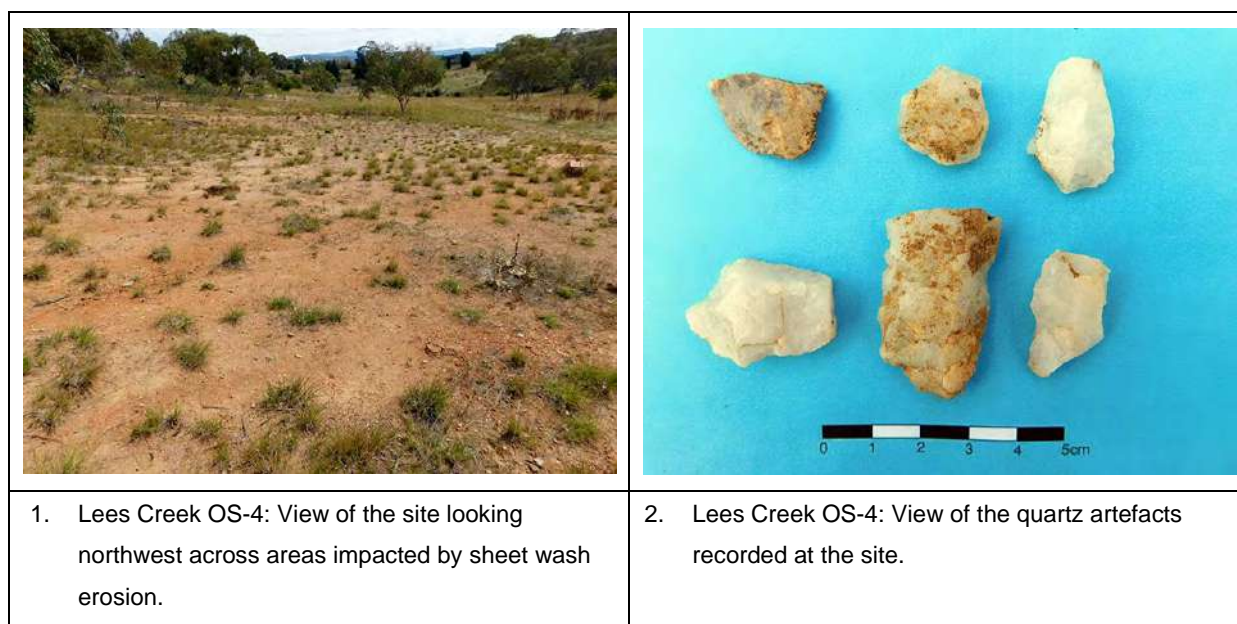 0 1 2 3 4 5cm
1. Lees Creek OS-4: View of the site looking
northwest across areas impacted by sheet wash
erosion.
2. Lees Creek OS-4: View of the quartz artefacts
recorded at the site.